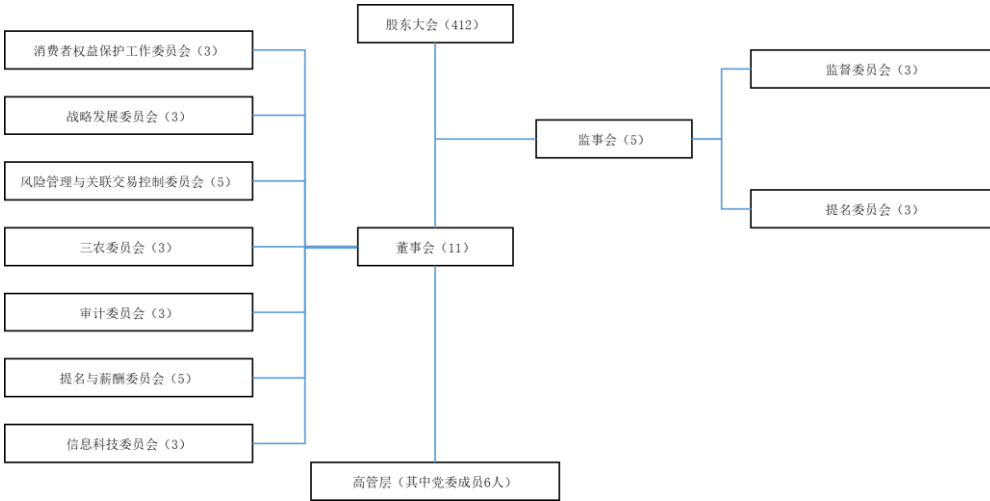 股东大会（412）
消费者权益保护工作委员会（3）
战略发展委员会（3）
风险管理与关联交易控制委员会（5）
三农委员会（3）
审计委员会（3）
提名与薪酬委员会（5）
信息科技委员会（3）
董事会（11）
监事会（5）
监督委员会（3）
提名委员会（3）
高管层（其中党委成员6人）